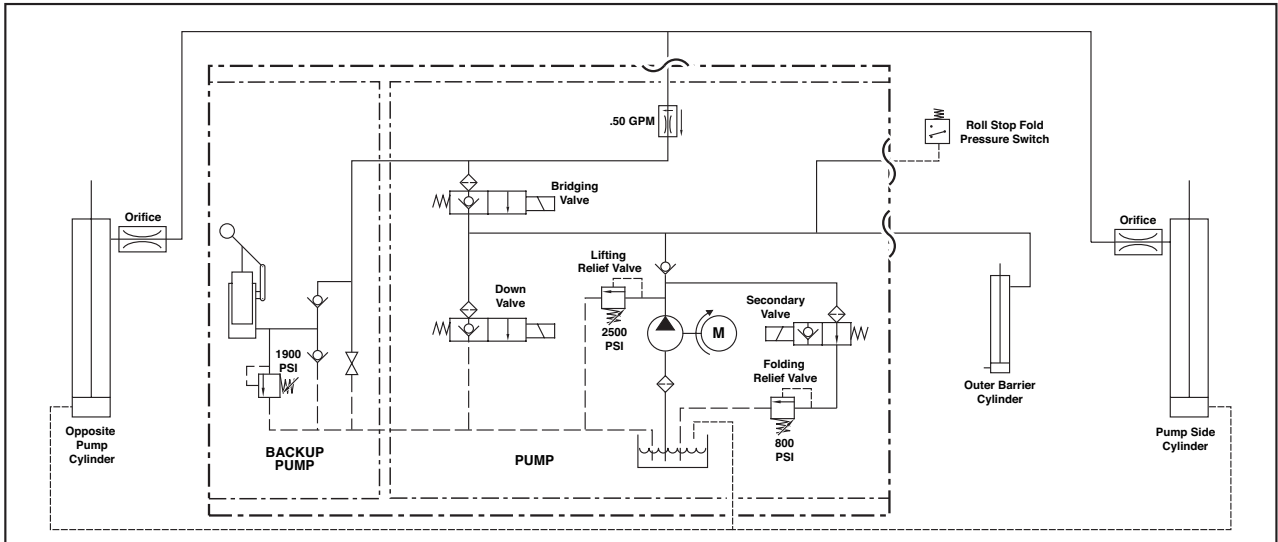 .50 GPM
Roll Stop Fold
Pressure Switch
Bridging
Valve
Orifice
Orifice
Lifting
Relief Valve
Down
Valve
Secondary
Valve
2500
PSI
M
1900
PSI
Folding
Relief Valve
Outer Barrier
Cylinder
800
PSI
Opposite
Pump
Cylinder
BACKUP
PUMP
PUMP
Pump Side
Cylinder